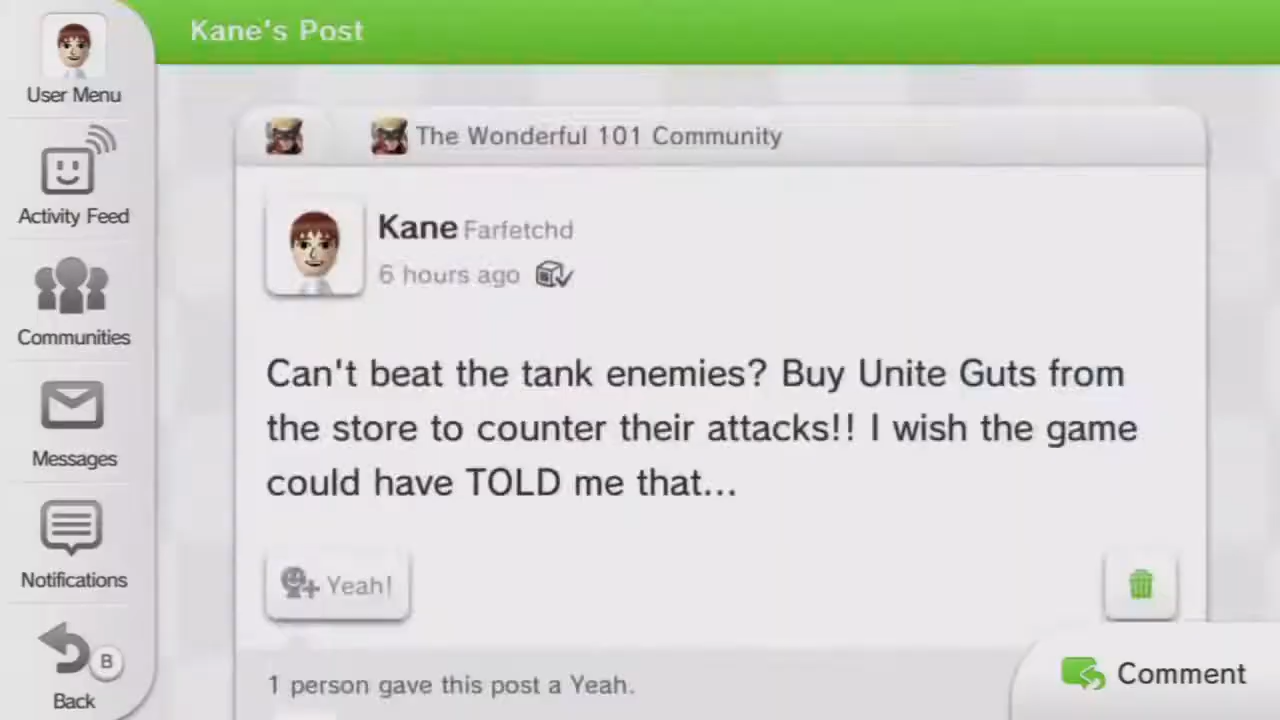 Kane's Post
User Menu
Activity Feed
Communities
Messages
Notifications
B
Back
The Wonderful 101 Community
Kane Farfetchd
6 hours ago
Can't beat the tank enemies? Buy Unite Guts from
the store to counter their attacks!! I wish the game
could have TOLD me that...
Yeah!
1 person gave this post a Yeah.
Comment